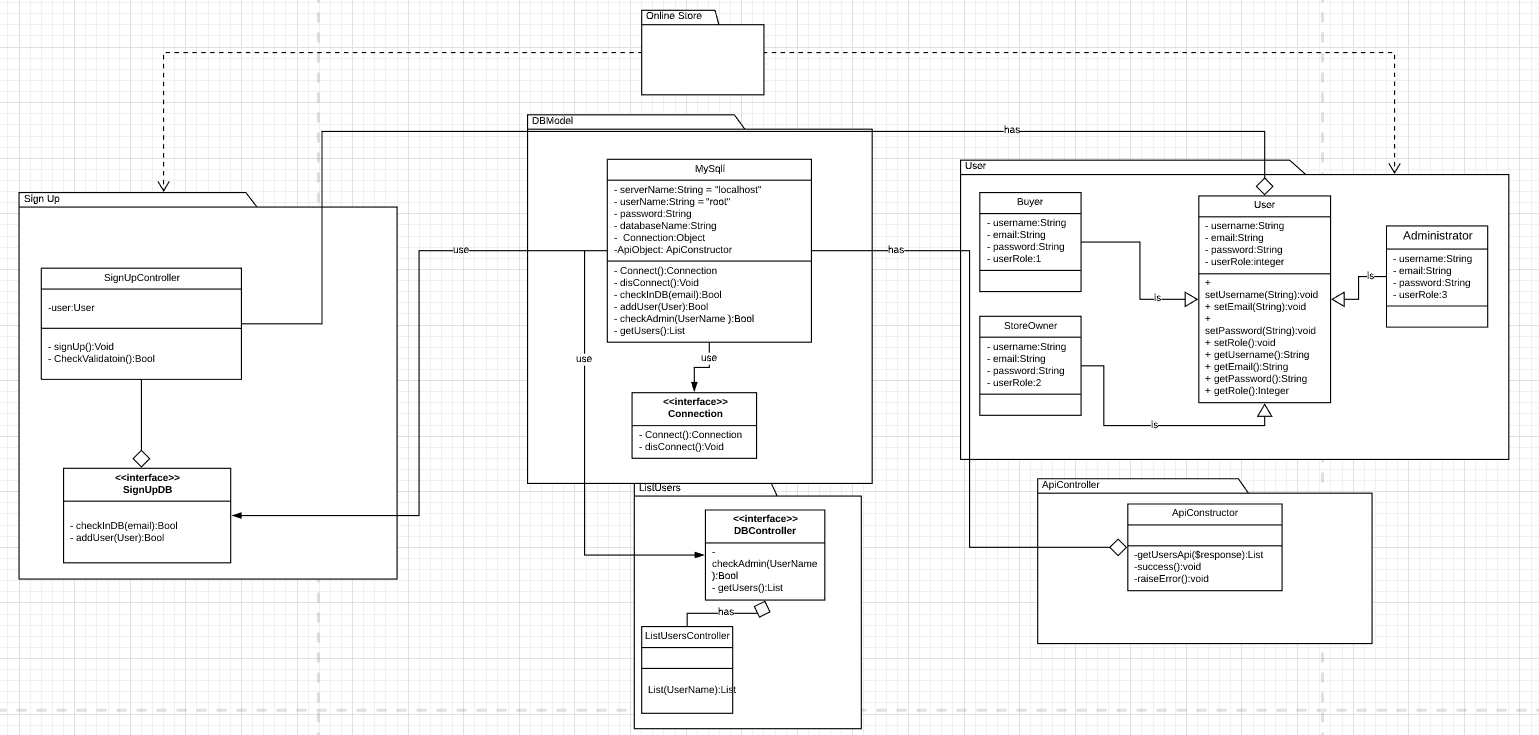 Online Store
DBModel
has
MySqli
- serverName:String = "localhost"
- userName:String = "root"
- password:String
- databaseName:String
-  Connection:Object
-ApiObject: ApiConstructor
- Connect():Connection
- disConnect():Void
- checkInDB(email):Bool
- addUser(User):Bool
- checkAdmin(UserName ):Bool
- getUsers():List
use
has
use
use
<<interface>>
Connection
- Connect():Connection
- disConnect():Void
Sign Up
SignUpController
-user:User
- signUp():Void
- CheckValidatoin():Bool
<<interface>>
SignUpDB
- checkInDB(email):Bool
- addUser(User):Bool
User
Buyer
- username:String
- email:String
- password:String
- userRole:1
is
StoreOwner
- username:String
- email:String
- password:String
- userRole:2
is
User
- username:String
- email:String
- password:String
- userRole:integer
+
setUsername(String):void
+ setEmail(String):void
+
setPassword(String):void
+ setRole():void
+ getUsername():String
+ getEmail():String
+ getPassword():String
+ getRole():Integer
is
Administrator
- username:String
- email:String
- password:String
- userRole:3
ListUsers
<<interface>>
DBController
-
checkAdmin(UserName
):Bool
- getUsers():List
has
ListUsersController
List(UserName):List
ApiController
ApiConstructor
-getUsersApi($response):List
-success():void
-raiseError():void